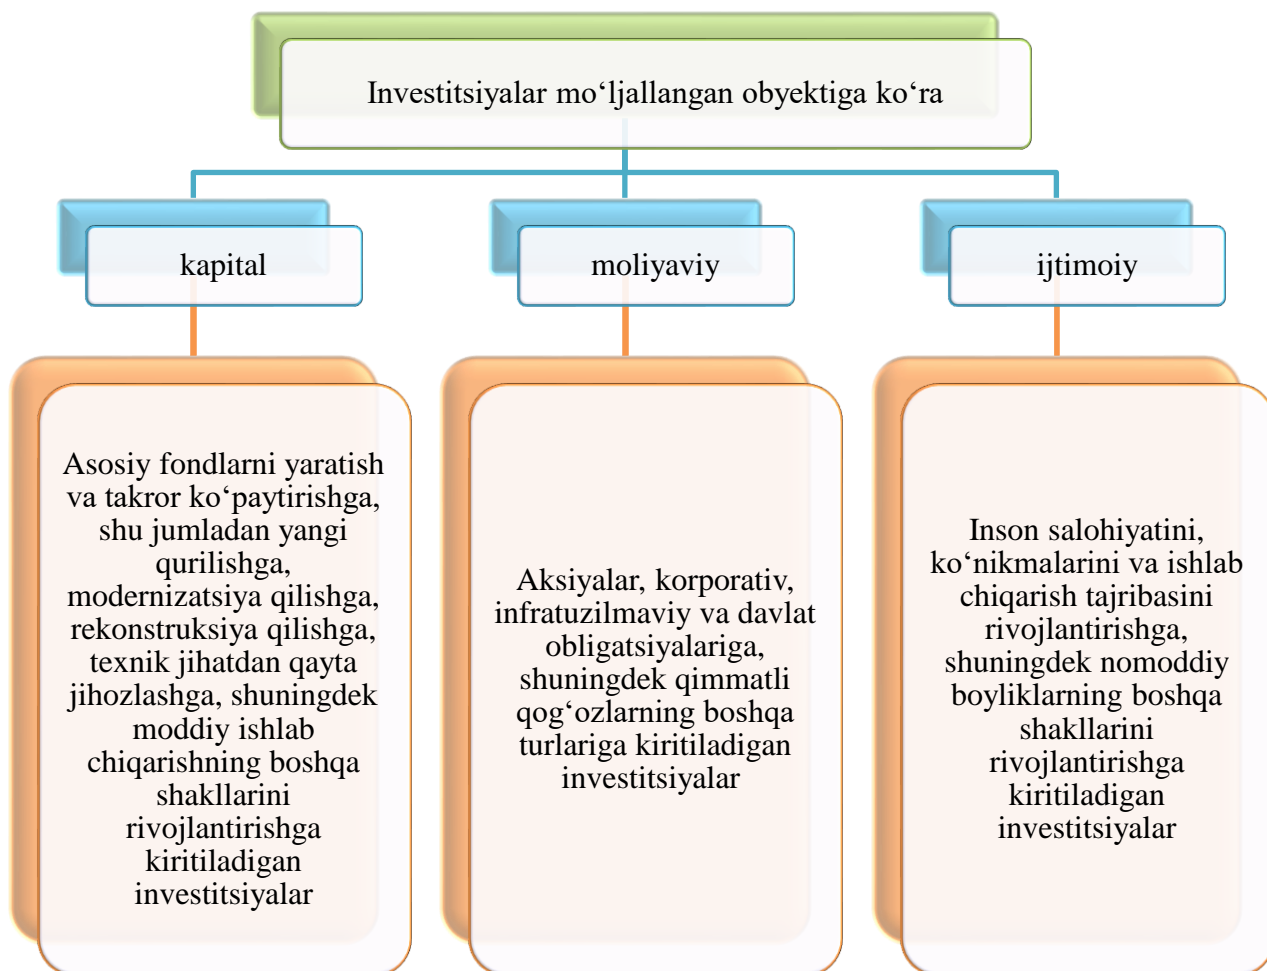 Investitsiyalar mo‘ljallangan obyektiga ko‘ra
kapital
moliyaviy
ijtimoiy
Asosiy fondlarni yaratish
va takror ko‘paytirishga,
shu jumladan yangi
qurilishga,
modernizatsiya qilishga,
rekonstruksiya qilishga,
texnik jihatdan qayta
jihozlashga, shuningdek
moddiy ishlab
chiqarishning boshqa
shakllarini
rivojlantirishga
kiritiladigan
investitsiyalar
Aksiyalar, korporativ,
infratuzilmaviy va davlat
obligatsiyalariga,
shuningdek qimmatli
qog‘ozlarning boshqa
turlariga kiritiladigan
investitsiyalar
Inson salohiyatini,
ko‘nikmalarini va ishlab
chiqarish tajribasini
rivojlantirishga,
shuningdek nomoddiy
boyliklarning boshqa
shakllarini
rivojlantirishga
kiritiladigan
investitsiyalar